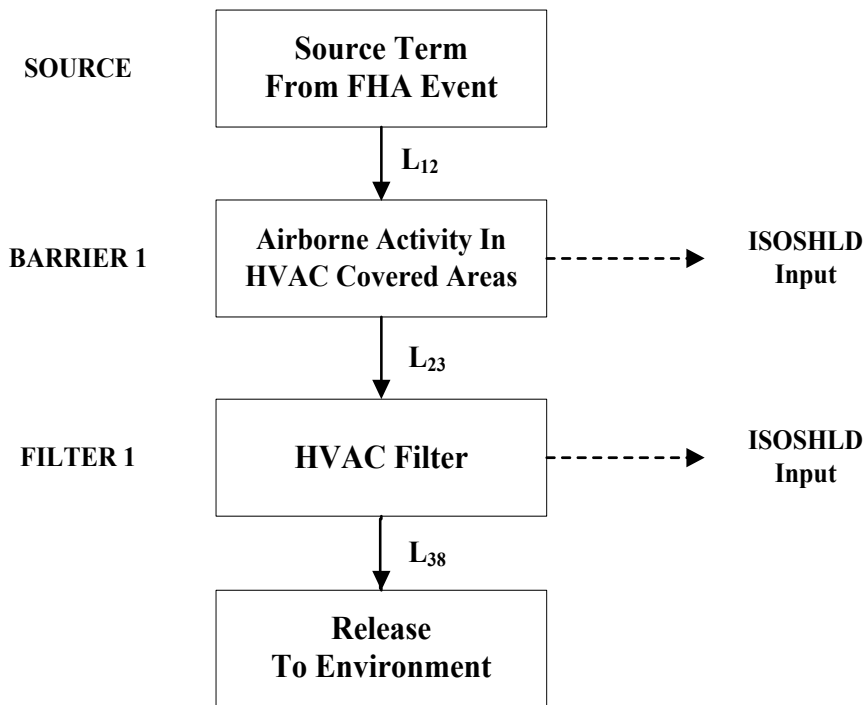 SOURCE
Source Term
From FHA Event
L12
BARRIER 1
Airborne Activity In
HVAC Covered Areas
ISOSHLD
Input
L23
FILTER 1
HVAC Filter
ISOSHLD
Input
L38
Release
To Environment